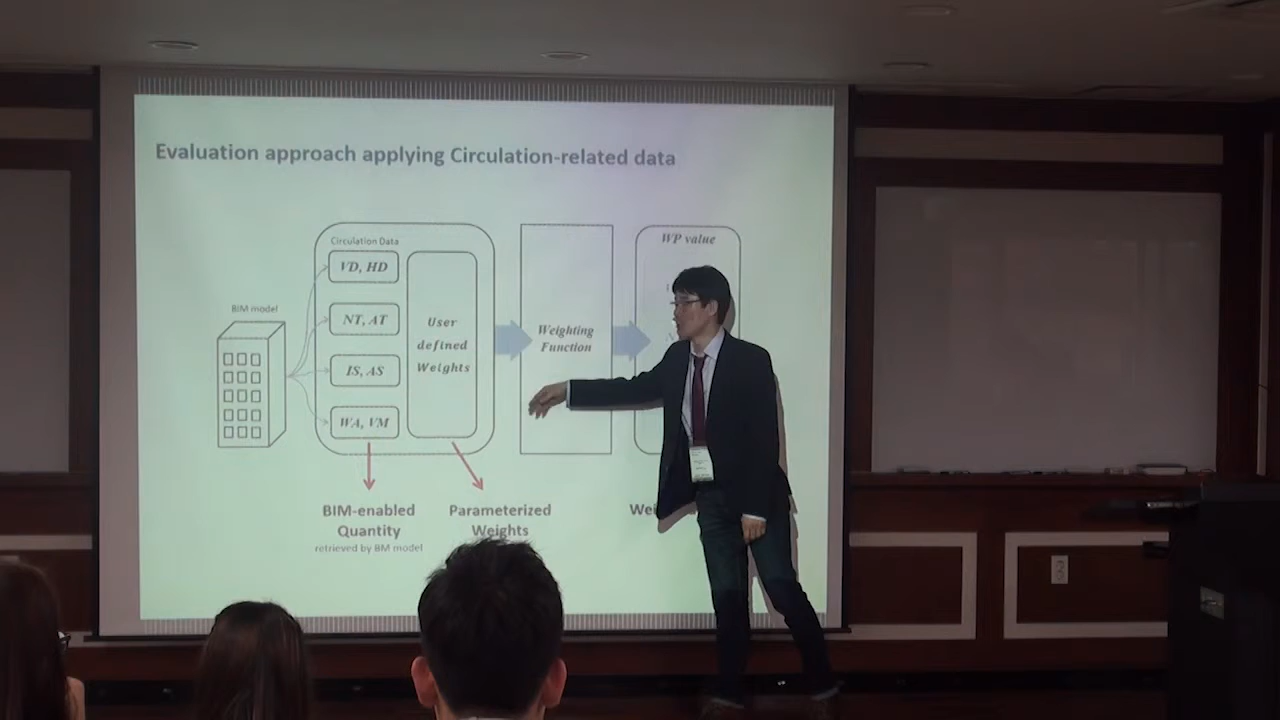 Evaluation approach applying Circulation-related data
BIM model
Circulation Data
VD, HD
NT, AT
IS, AS
WA, VM
User
defined
Weights
Weighting
Function
WP value
BIM-enabled
Quantity
retrieved by BM model
Parameterized
Weights